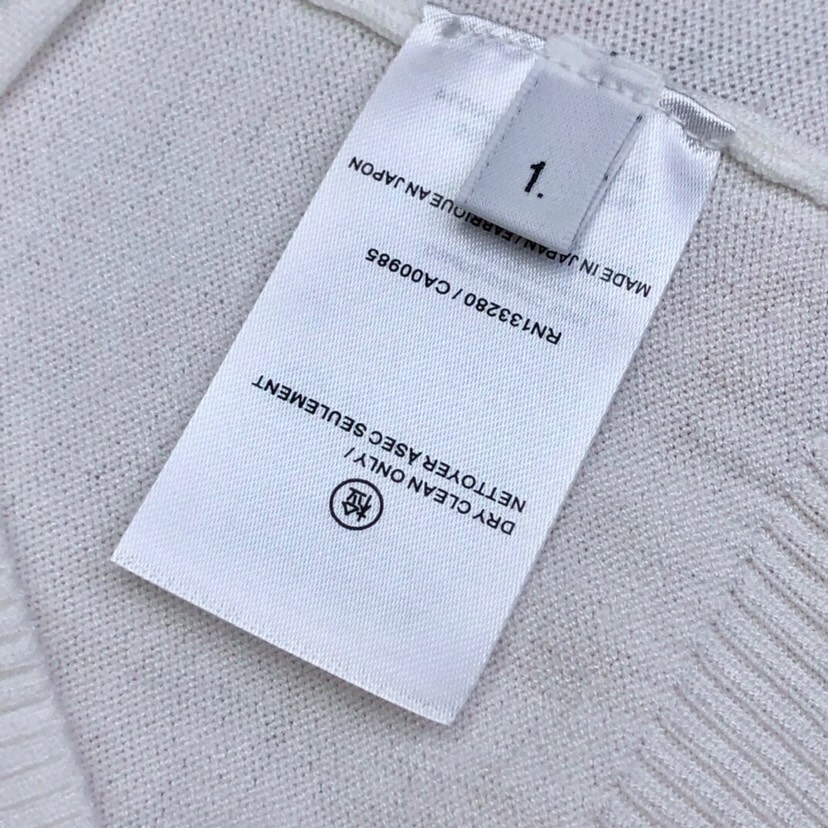 1.
MADE IN JAPAN / FABRIQUE AN JAPON
RN133280 / CA00985
NETTOYER ASEC SEULEMENT
DRY CLEAN ONLY /